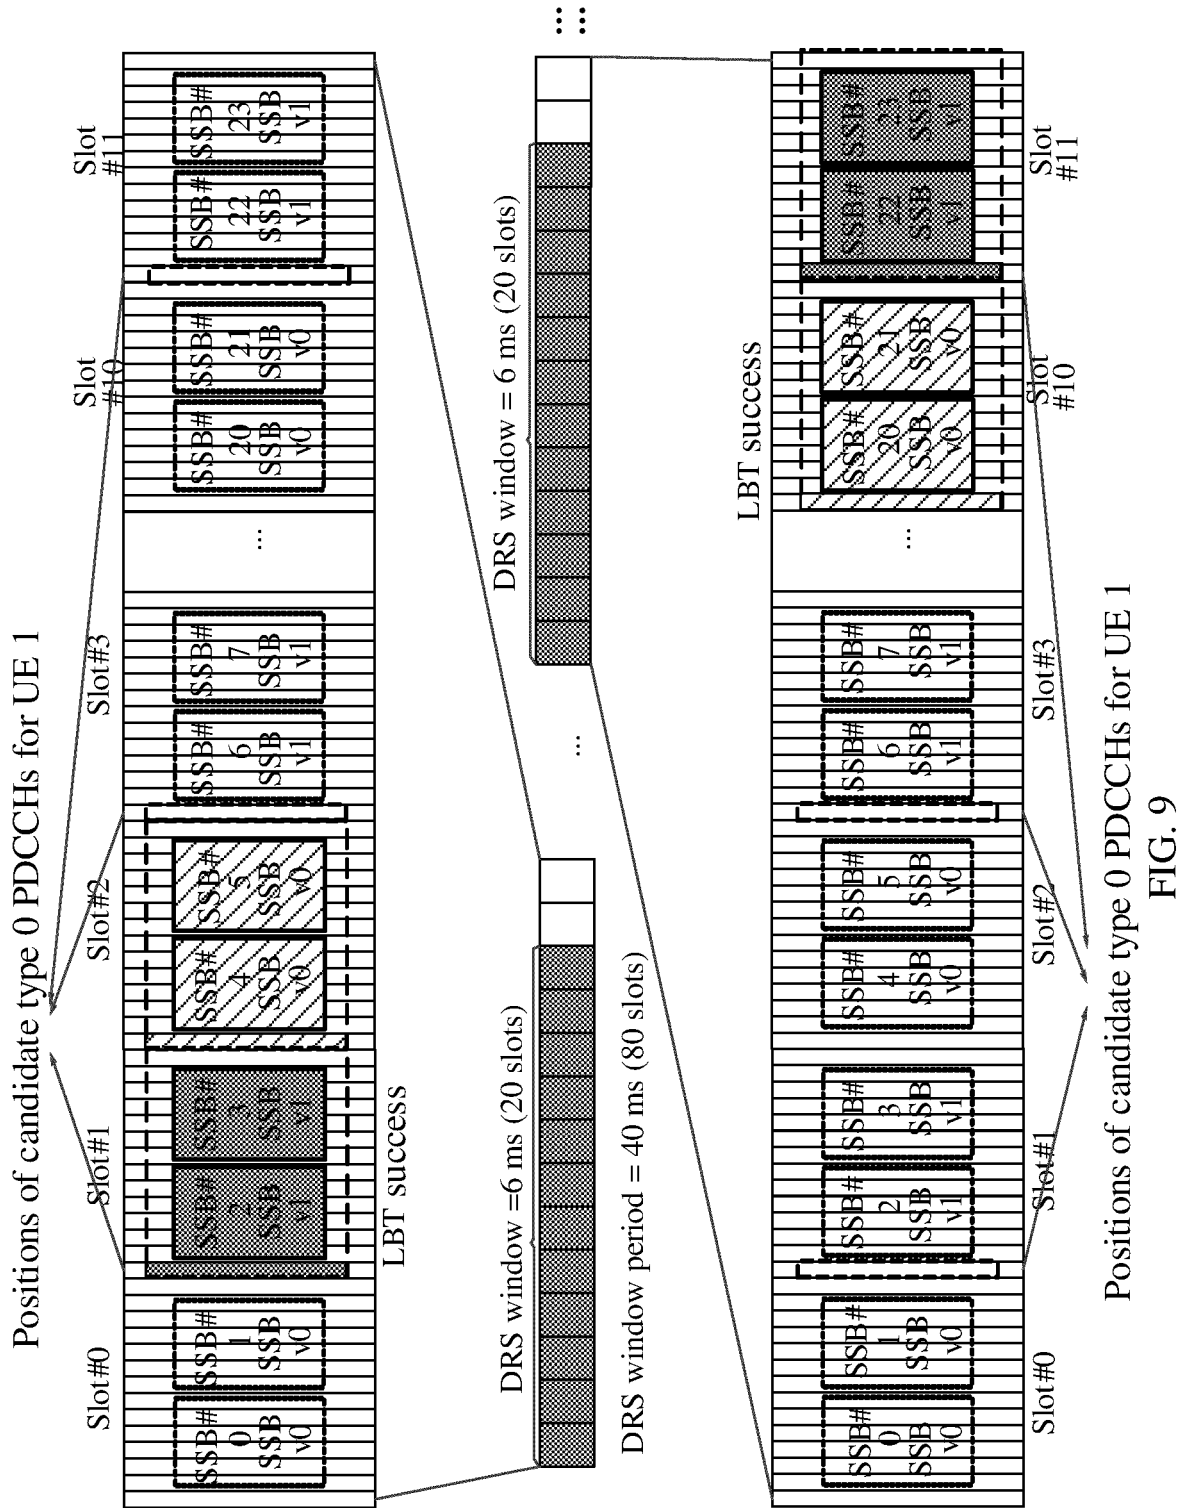 Positions of candidate type 0 PDCCHs for UE 1
Slot#0
Slot#1
Slot#2
Slot#3
Slot
#10
Slot
#11
SSB#
0
SSB
v0
SSB#
1
SSB
v0
SSB#
2
SSB
v1
SSB#
3
SSB
v1
SSB#
4
SSB
v0
SSB#
5
SSB
v0
SSB#
6
SSB
v1
SSB#
7
SSB
v1
...
SSB#
20
SSB
v0
SSB#
21
SSB
v0
SSB#
22
SSB
v1
SSB#
23
SSB
v1
LBT success
DRS window =6 ms (20 slots)
DRS window = 6 ms (20 slots)
...
DRS window period = 40 ms (80 slots)
LBT success
SSB#
0
SSB
v0
SSB#
1
SSB
v0
SSB#
2
SSB
v1
SSB#
3
SSB
v1
SSB#
4
SSB
v0
SSB#
5
SSB
v0
SSB#
6
SSB
v1
SSB#
7
SSB
v1
...
SSB#
20
SSB
v0
SSB#
21
SSB
v0
SSB#
22
SSB
v1
SSB#
23
SSB
v1
Slot#0
Slot#1
Slot#2
Slot#3
Slot
#10
Slot
#11
Positions of candidate type 0 PDCCHs for UE 1
FIG. 9